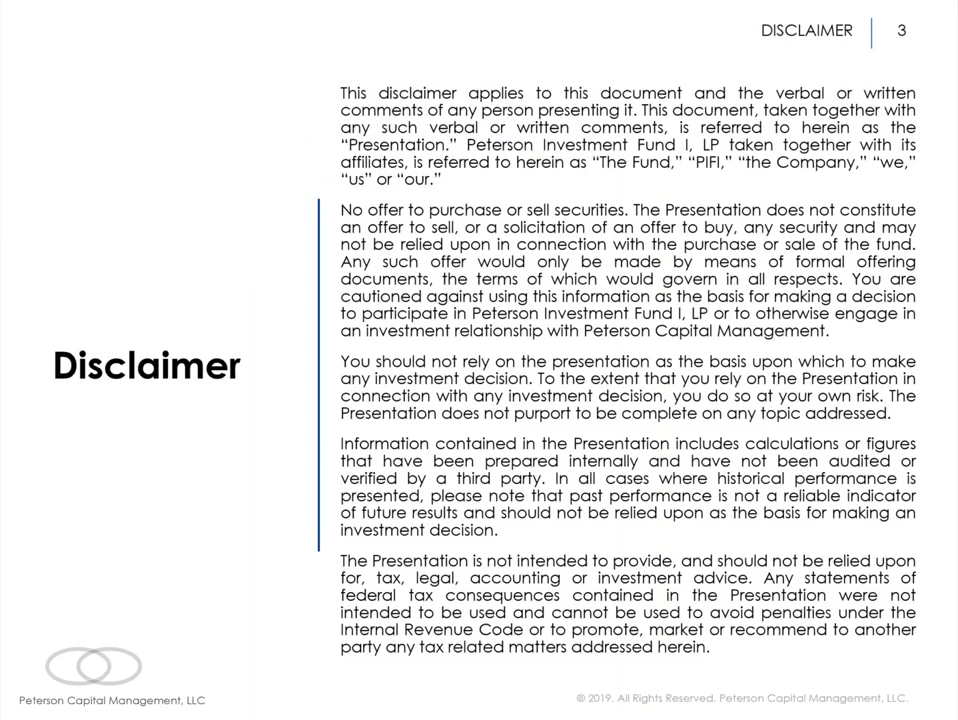 DISCLAIMER 3
This disclaimer applies to this document and the verbal or written
comments of any person presenting it. This document, taken together with
any such verbal or written comments, is referred to herein as the
“Presentation.” Peterson Investment Fund I, LP taken together with its
affiliates, is referred to herein as “The Fund,” “PIFI,” “the Company,” “we,”
“us” or “our.”
No offer to purchase or sell securities. The Presentation does not constitute
an offer to sell, or a solicitation of an offer to buy, any security and may
not be relied upon in connection with the purchase or sale of the fund.
Any such offer would only be made by means of formal offering
documents, the terms of which would govern in all respects. You are
cautioned against using this information as the basis for making a decision
to participate in Peterson Investment Fund I, LP or to otherwise engage in
an investment relationship with Peterson Capital Management.
Disclaimer
You should not rely on the presentation as the basis upon which to make
any investment decision. To the extent that you rely on the Presentation in
connection with any investment decision, you do so at your own risk. The
Presentation does not purport to be complete on any topic addressed.
Information contained in the Presentation includes calculations or figures
that have been prepared internally and have not been audited or
verified by a third party. In all cases where historical performance is
presented, please note that past performance is not a reliable indicator
of future results and should not be relied upon as the basis for making an
investment decision.
The Presentation is not intended to provide, and should not be relied upon
for, tax, legal, accounting or investment advice. Any statements of
federal tax consequences contained in the Presentation were not
intended to be used and cannot be used to avoid penalties under the
Internal Revenue Code or to promote, market or recommend to another
party any tax related matters addressed herein.
Peterson Capital Management, LLC
© 2019. All Rights Reserved. Peterson Capital Management, LLC.